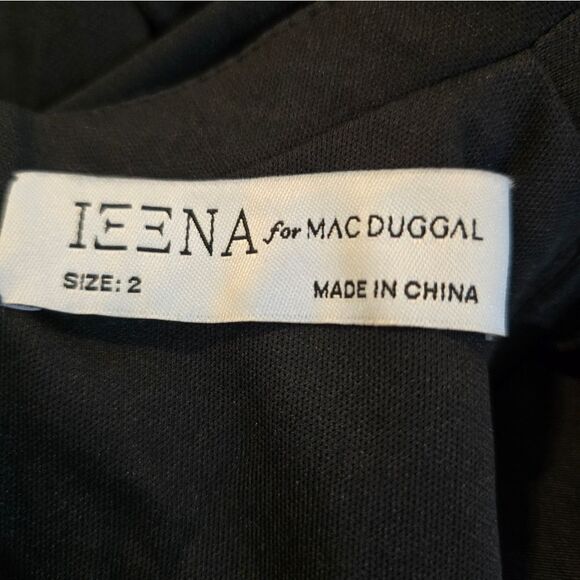 IEENA for MAC DUGGAL
SIZE: 2 MADE IN CHINA